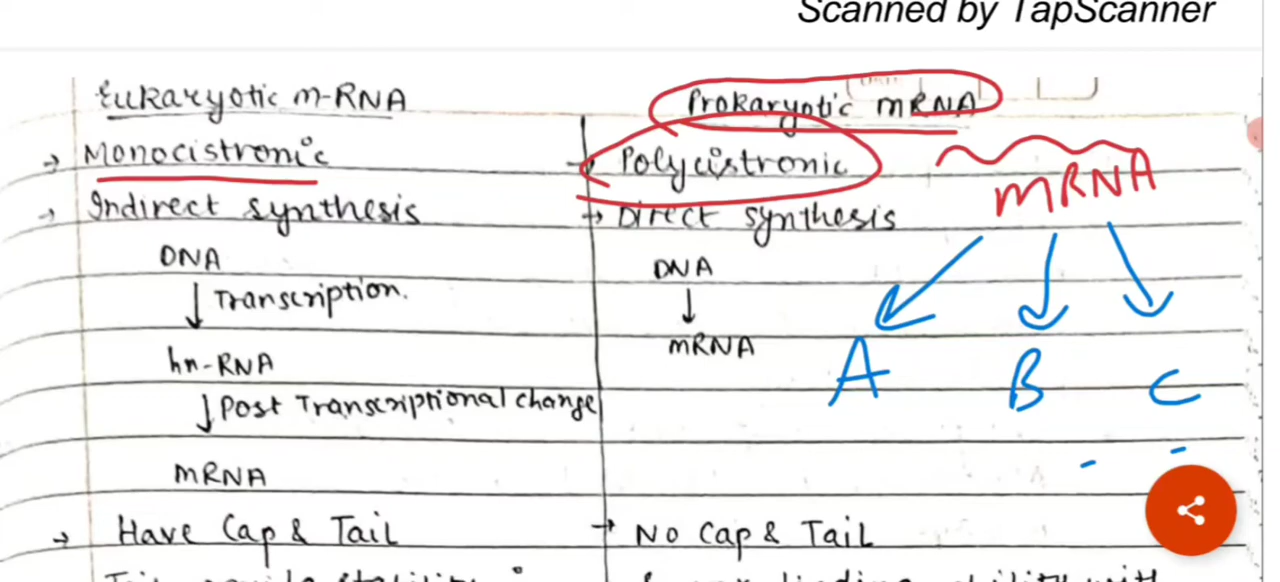 Scanned by TapScanner
Eukaryotic m-RNA
Prokaryotic mRNA
→ Monocistronic
→ Polycistronic
mRNA
→ Indirect synthesis
→ Direct synthesis
DNA
↓ Transcription.
hn-RNA
↓ Post Transcriptional change
mRNA
DNA
↓
mRNA
A B C
→ Have Cap & Tail
→ No Cap & Tail